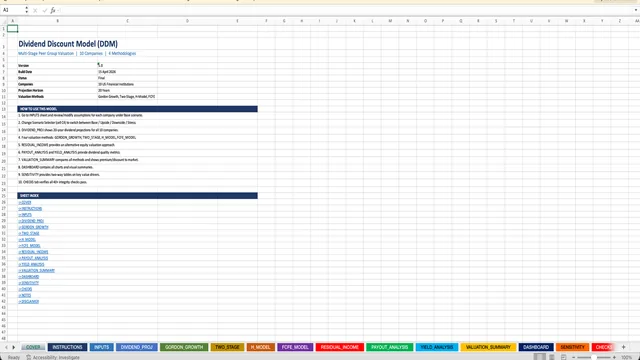 A1
fx
A B C D E F G H I J K L M N O P Q R
Dividend Discount Model (DDM)
Multi-Stage Peer Group Valuation | 10 Companies | 4 Methodologies
Version 1.0
Build Date 15 April 2026
Status Final
Companies 10 US Financial Institutions
Projection Horizon 20 Years
Valuation Methods Gordon Growth, Two Stage, H-Model, FCFE
HOW TO USE THIS MODEL
1. Go to INPUTS sheet and review/modify assumptions for each company under base scenario.
2. Change Scenario Selector to switch between Base / Upside / Downside / Stress.
3. DIVIDEND_PROJ shows 20-year dividend projections for all 10 companies.
4. Four valuation methods: GORDON_GROWTH, TWO_STAGE, H_MODEL, FCFE_MODEL.
5. RESIDUAL_INCOME provides an alternative equity valuation approach.
6. PAYOUT_ANALYSIS and YIELD_ANALYSIS provide dividend quality metrics.
7. VALUATION_SUMMARY compares all methods and shows premium/discount to market.
8. DASHBOARD contains all charts and visual summaries.
9. SENSITIVITY provides two-way tables on key value drivers.
10. CHECKS tab verifies all 40+ integrity checks pass.
SHEET INDEX
COVER
INSTRUCTIONS
INPUTS
DIVIDEND_PROJ
GORDON_GROWTH
TWO_STAGE
H_MODEL
FCFE_MODEL
RESIDUAL_INCOME
PAYOUT_ANALYSIS
YIELD_ANALYSIS
VALUATION_SUMMARY
DASHBOARD
SENSITIVITY
CHECKS
NOTES
DISCLAIMER
COVER INSTRUCTIONS INPUTS DIVIDEND_PROJ GORDON_GROWTH TWO_STAGE H_MODEL FCFE_MODEL RESIDUAL_INCOME PAYOUT_ANALYSIS YIELD_ANALYSIS VALUATION_SUMMARY DASHBOARD SENSITIVITY CHECKS
Ready Accessibility: Investigate 100%